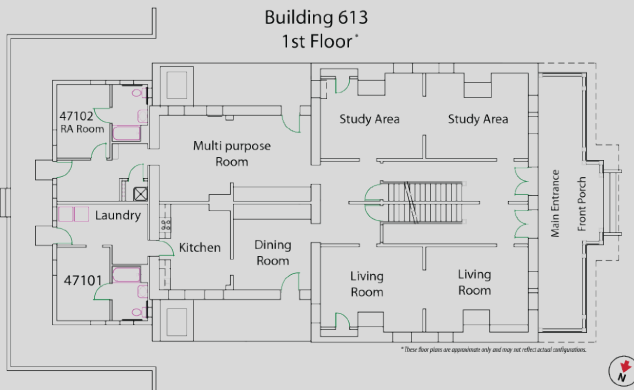 Building 613
1st Floor*
47102
RA Room
Multi purpose
Room
Study Area
Study Area
Laundry
Kitchen
Dining
Room
47101
Living
Room
Living
Room
Main Entrance
Front Porch
* These floor plans are approximate only and may not reflect actual configurations.
N